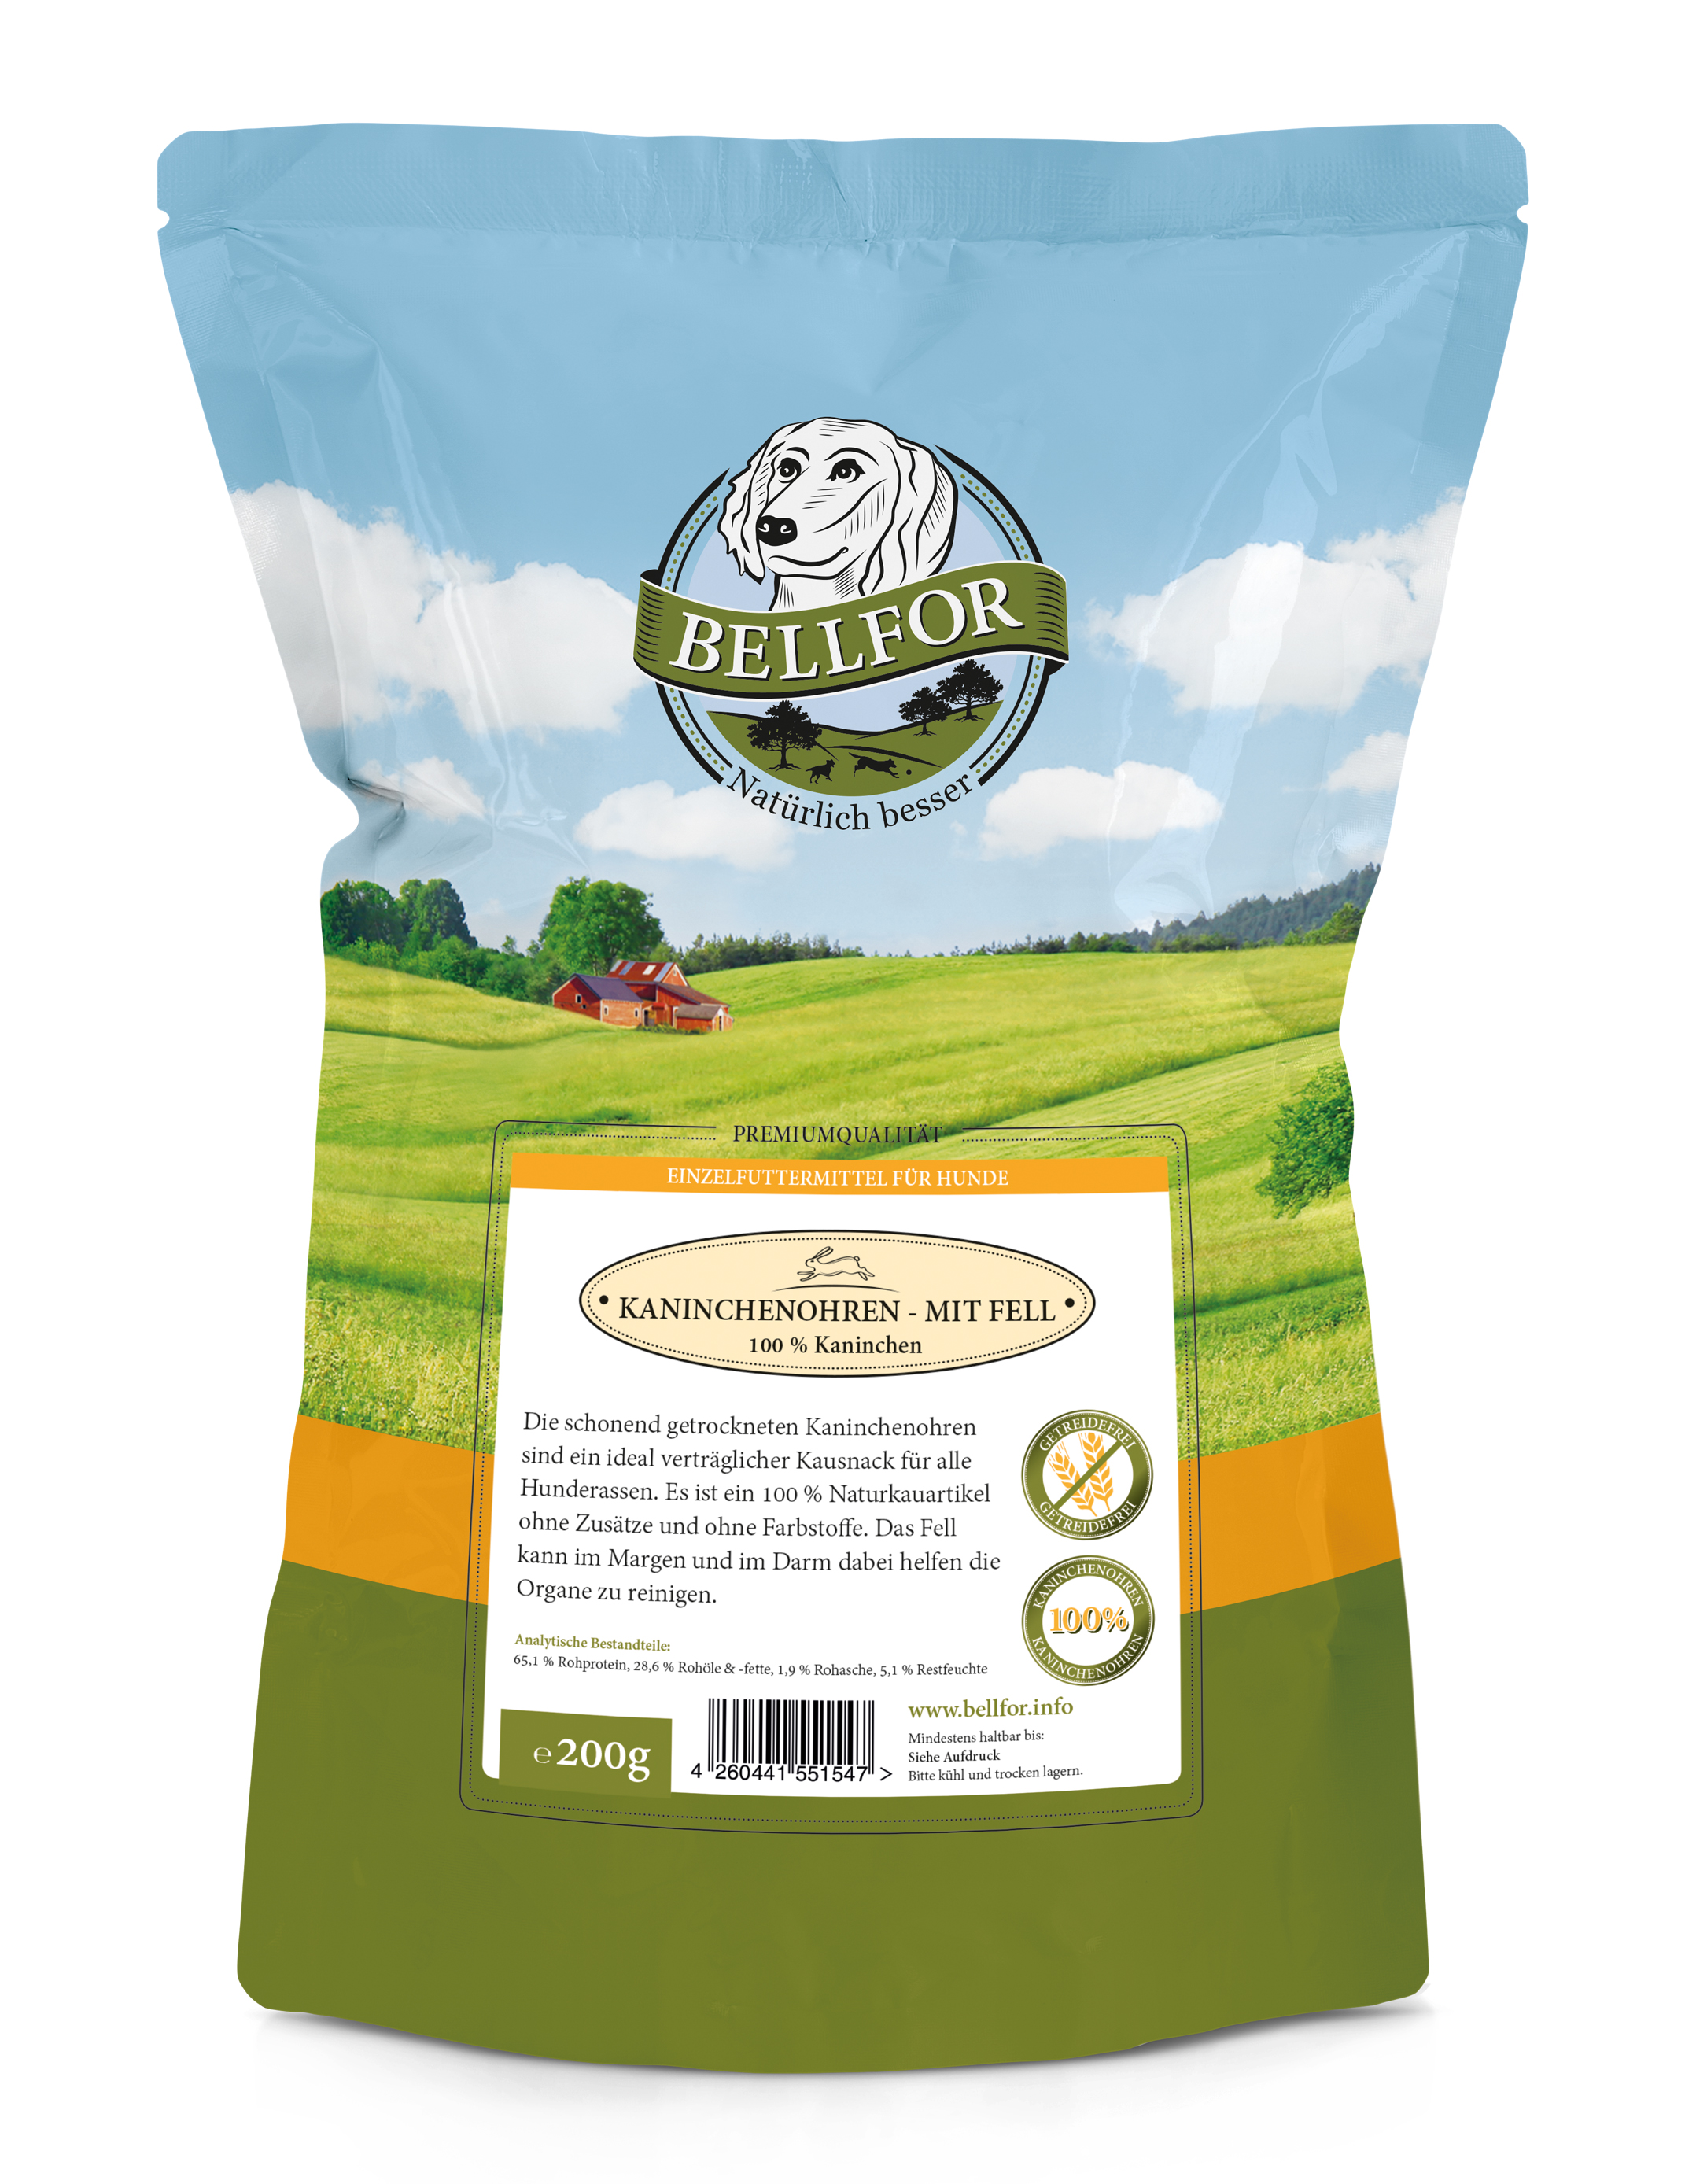 BELLFOR
Natürlich besser
PREMIUMQUALITÄT
EINZELFUTTERMITTEL FÜR HUNDE
• KANINCHENOHREN - MIT FELL •
100 % Kaninchen
Die schonend getrockneten Kaninchenohren
sind ein ideal verträglicher Kausnack für alle
Hunderassen. Es ist ein 100 % Naturkauartikel
ohne Zusätze und ohne Farbstoffe. Das Fell
kann im Margen und im Darm dabei helfen die
Organe zu reinigen.
GETREIDEFREI
GETREIDEFREI
KANINCHENOHREN
100%
KANINCHENOHREN
Analytische Bestandteile:
65,1 % Rohprotein, 28,6 % Rohöle & -fette, 1,9 % Rohasche, 5,1 % Restfeuchte
℮ 200g
4 260441 551547 >
www.bellfor.info
Mindestens haltbar bis:
Siehe Aufdruck
Bitte kühl und trocken lagern.